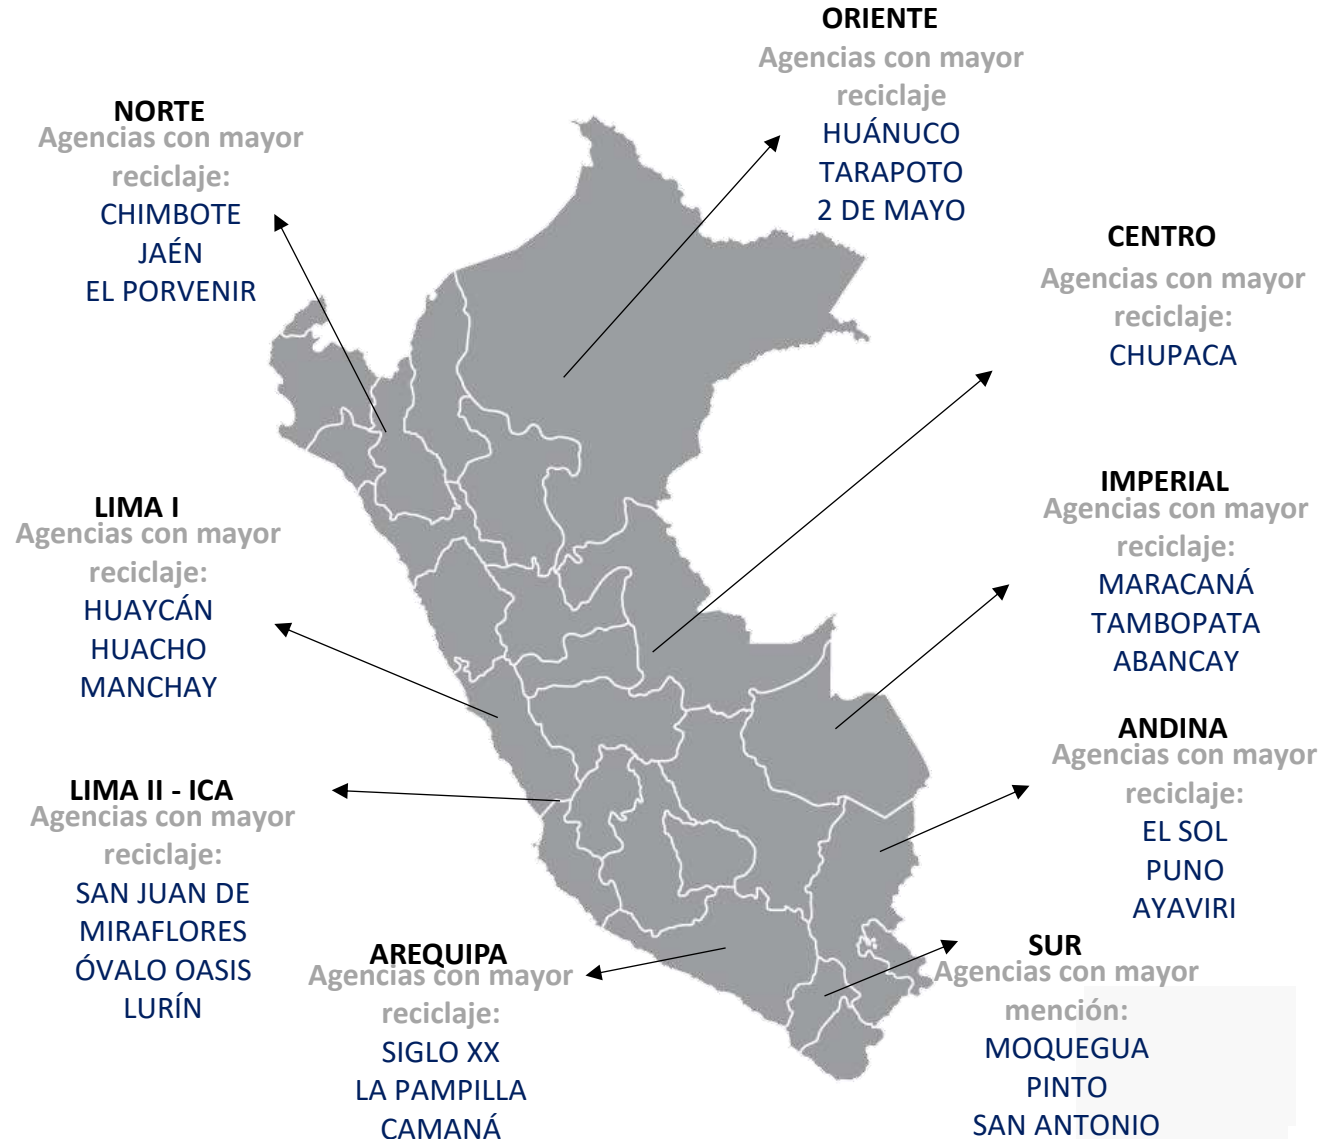 ORIENTE
Agencias con mayor
reciclaje
HUÁNUCO
TARAPOTO
2 DE MAYO
NORTE
Agencias con mayor
reciclaje:
CHIMBOTE
JAÉN
EL PORVENIR
CENTRO
Agencias con mayor
reciclaje:
CHUPACA
LIMA I
Agencias con mayor
reciclaje:
HUAYCÁN
HUACHO
MANCHAY
IMPERIAL
Agencias con mayor
reciclaje:
MARACANÁ
TAMBOPATA
ABANCAY
ANDINA
Agencias con mayor
reciclaje:
EL SOL
PUNO
AYAVIRI
LIMA II - ICA
Agencias con mayor
reciclaje:
SAN JUAN DE
MIRAFLORES
ÓVALO OASIS
LURÍN
AREQUIPA
Agencias con mayor
reciclaje:
SIGLO XX
LA PAMPILLA
CAMANÁ
SUR
Agencias con mayor
mención:
MOQUEGUA
PINTO
SAN ANTONIO